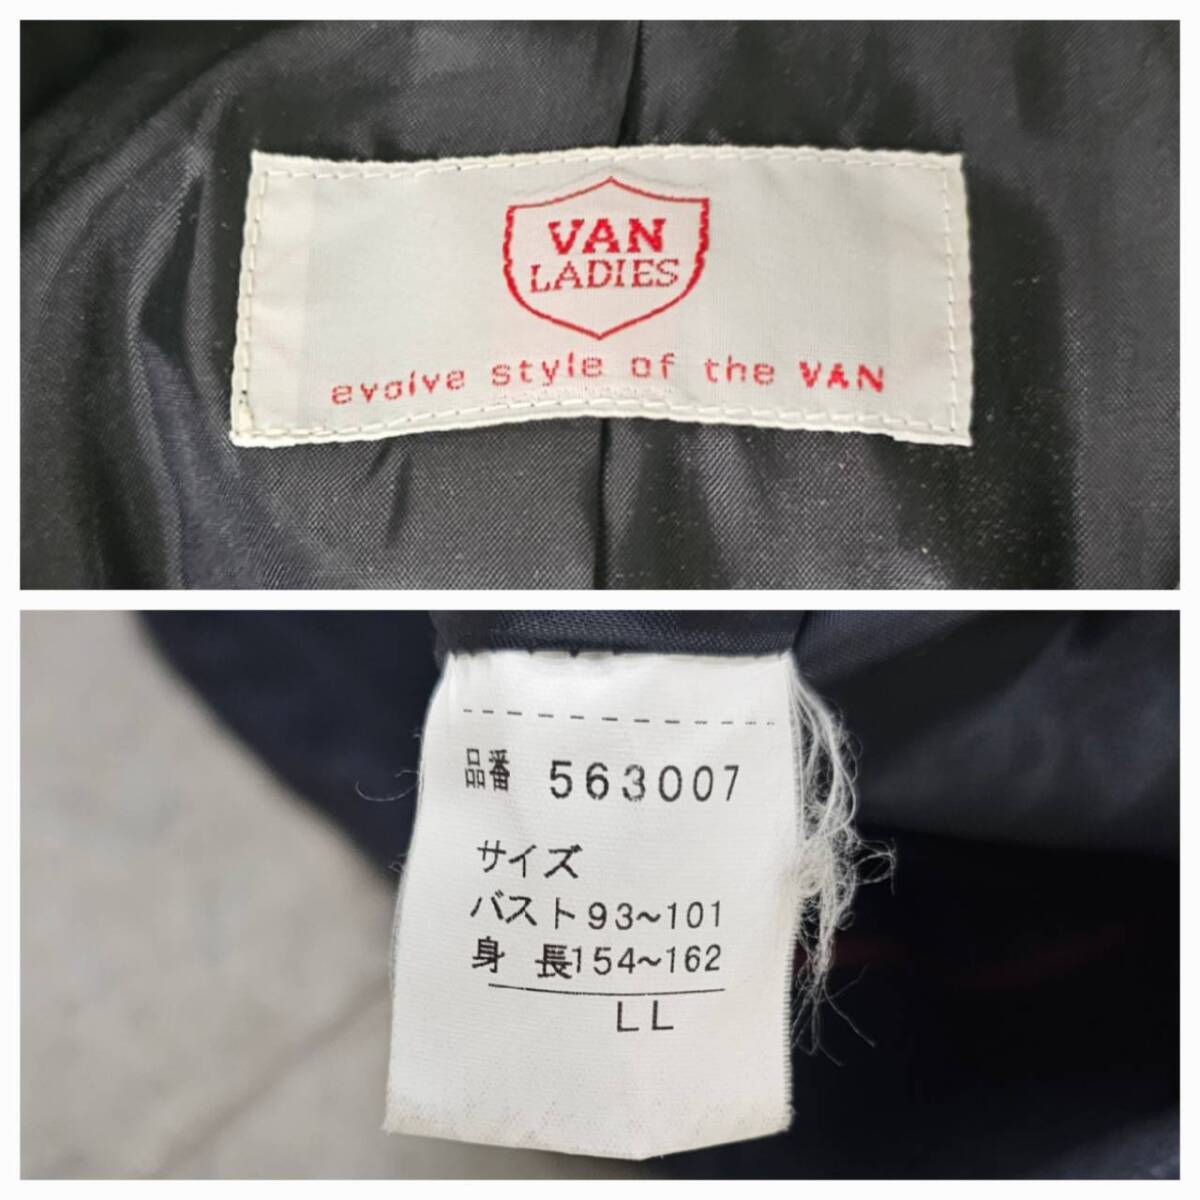 VAN
LADIES
evolve style of the VAN
品番 563007
サイズ
バスト93~101
身 長154~162
LL